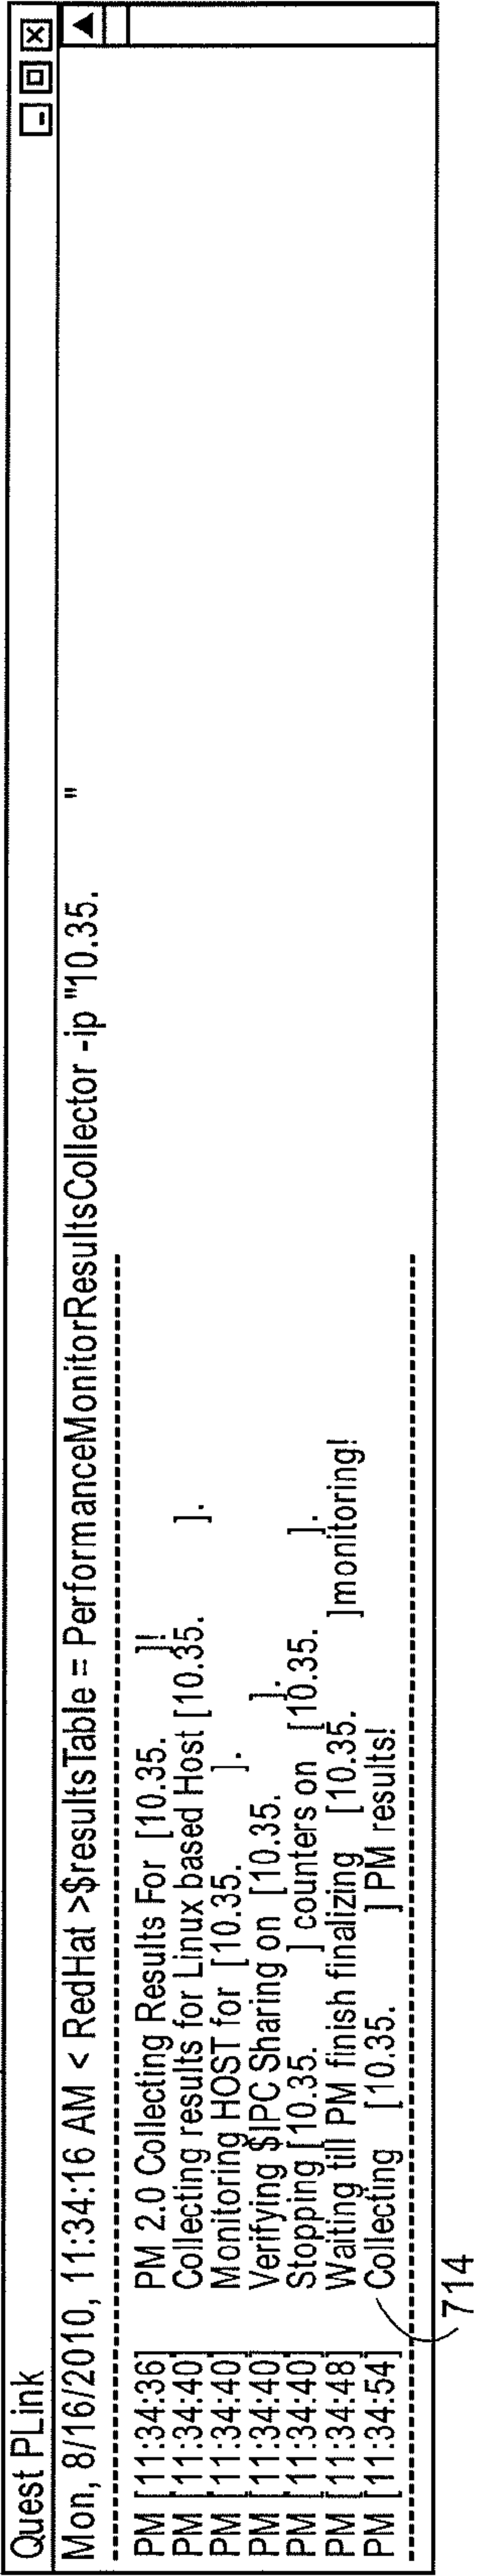 Quest PLink
Mon, 8/16/2010, 11:34:16 AM < RedHat >$resultsTable = PerformanceMonitorResultsCollector -ip "10.35. "
PM [11:34:36] PM 2.0 Collecting Results For [10.35. ]!
PM [11:34:40] Collecting results for Linux based Host [10.35. ].
PM [11:34:40] Monitoring HOST for [10.35. ].
PM [11:34:40] Verifying $IPC Sharing on [10.35. ].
PM [11:34:40] Stopping [10.35. ] counters on [10.35. ].
PM [11:34:48] Waiting till PM finish finalizing [10.35. ]monitoring!
PM [11:34:54] Collecting [10.35. ] PM results!
714